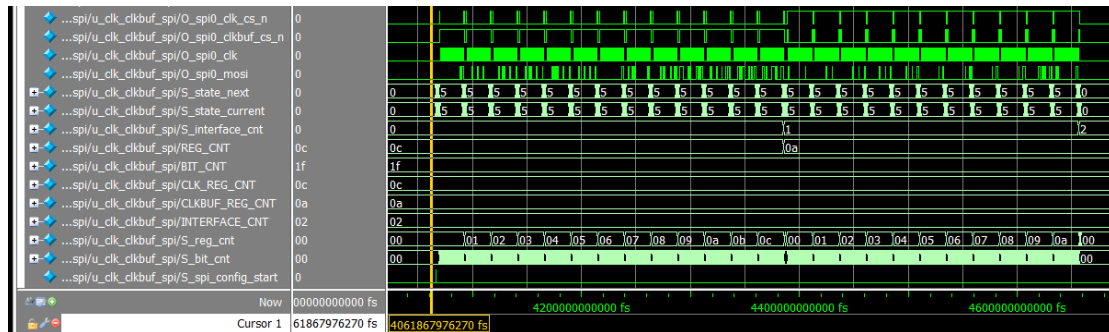 ...spi/u_clk_clkbuf_spi/O_spi0_clk_cs_n 0
...spi/u_clk_clkbuf_spi/O_spi0_clkbuf_cs_n 0
...spi/u_clk_clkbuf_spi/O_spi0_clk 0
...spi/u_clk_clkbuf_spi/O_spi0_mosi 0
...spi/u_clk_clkbuf_spi/S_state_next 0 0 5 5 5 5 5 5 5 5 5 5 5 5 5 5 5 5 5 5 5 5 5 5 5 5 0
...spi/u_clk_clkbuf_spi/S_state_current 0 0 5 5 5 5 5 5 5 5 5 5 5 5 5 5 5 5 5 5 5 5 5 5 5 5 0
...spi/u_clk_clkbuf_spi/S_interface_cnt 0 0 1 2
...spi/u_clk_clkbuf_spi/REG_CNT 0c 0c 0a
...spi/u_clk_clkbuf_spi/BIT_CNT 1f 1f
...spi/u_clk_clkbuf_spi/CLK_REG_CNT 0c 0c
...spi/u_clk_clkbuf_spi/CLKBUF_REG_CNT 0a 0a
...spi/u_clk_clkbuf_spi/INTERFACE_CNT 02 02
...spi/u_clk_clkbuf_spi/S_reg_cnt 00 00 01 02 03 04 05 06 07 08 09 0a 0b 0c 00 01 02 03 04 05 06 07 08 09 0a 00
...spi/u_clk_clkbuf_spi/S_bit_cnt 00 00 00
...spi/u_clk_clkbuf_spi/S_spi_config_start 0
Now 00000000000 fs 4200000000000 fs 4400000000000 fs 4600000000000 fs
Cursor 1 61867976270 fs 4061867976270 fs